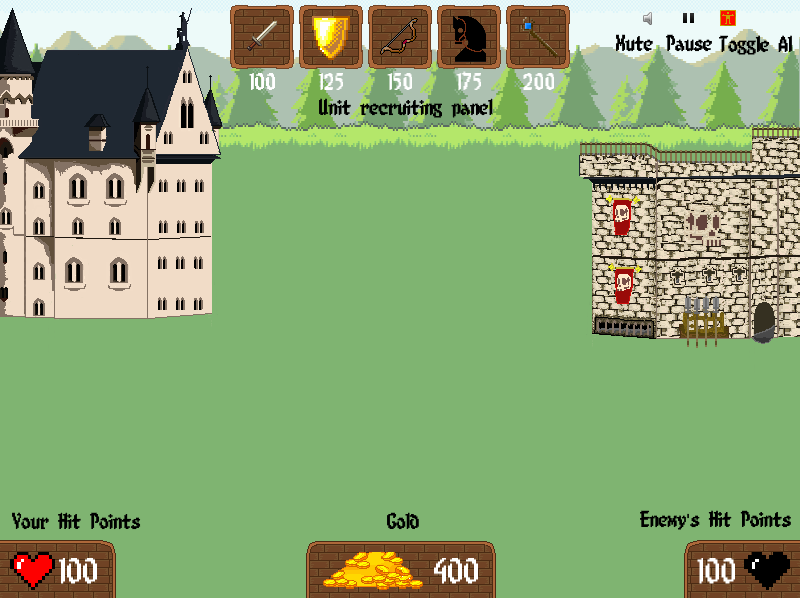 Mute Pause Toggle AI
100 125 150 175 200
Unit recruiting panel
Your Hit Points
Gold
Enemy's Hit Points
100
400
100